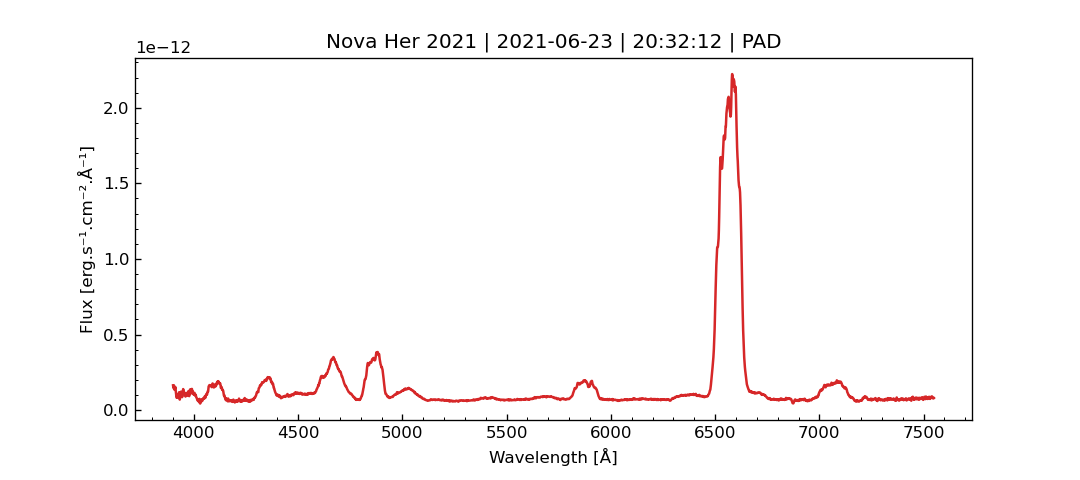 Nova Her 2021 | 2021-06-23 | 20:32:12 | PAD
1e−12
2.0
1.5
1.0
0.5
0.0
Flux [erg.s⁻¹.cm⁻².Å⁻¹]
4000 4500 5000 5500 6000 6500 7000 7500
Wavelength [Å]